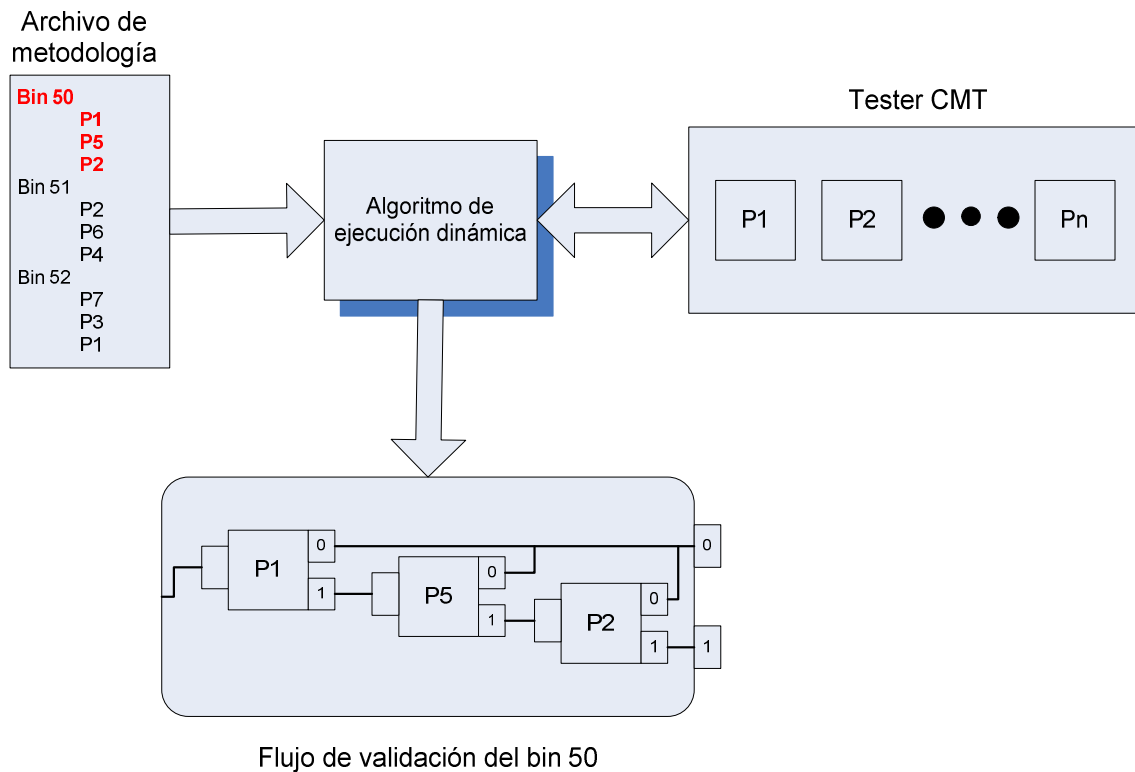 Archivo de
metodología
Bin 50
P1
P5
P2
Bin 51
P2
P6
P4
Bin 52
P7
P3
P1
Algoritmo de
ejecución dinámica
Tester CMT
P1
P2
Pn
P1
0
1
P5
0
1
P2
0
1
0
1
Flujo de validación del bin 50